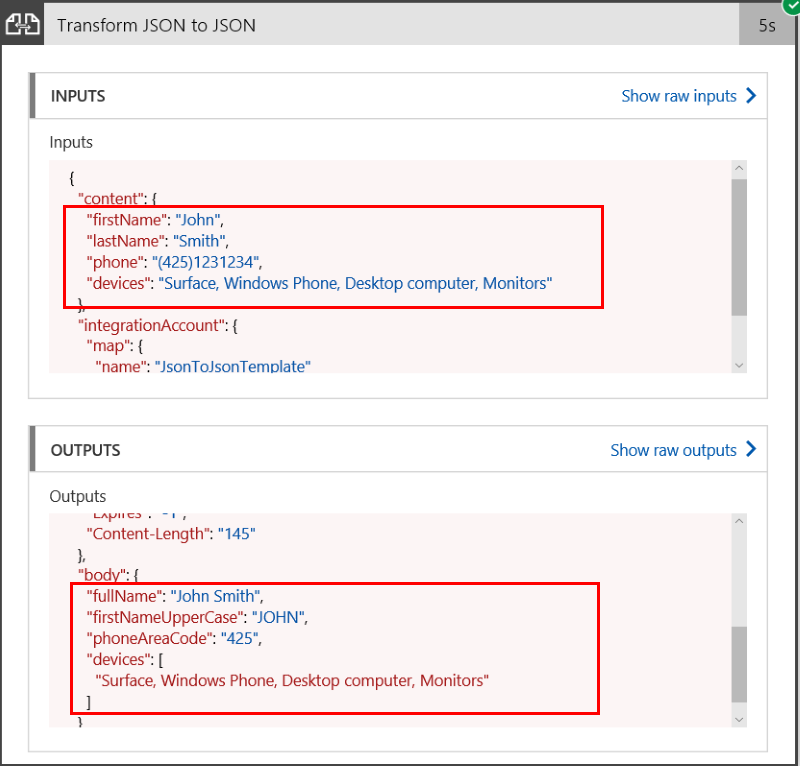 Transform JSON to JSON
5s
INPUTS
Show raw inputs
Inputs
{
"content": {
"firstName": "John",
"lastName": "Smith",
"phone": "(425)1231234",
"devices": "Surface, Windows Phone, Desktop computer, Monitors"
},
"integrationAccount": {
"map": {
"name": "JsonToJsonTemplate"
OUTPUTS
Show raw outputs
Outputs
"Expires": "-1",
"Content-Length": "145"
},
"body": {
"fullName": "John Smith",
"firstNameUpperCase": "JOHN",
"phoneAreaCode": "425",
"devices": [
"Surface, Windows Phone, Desktop computer, Monitors"
]
}